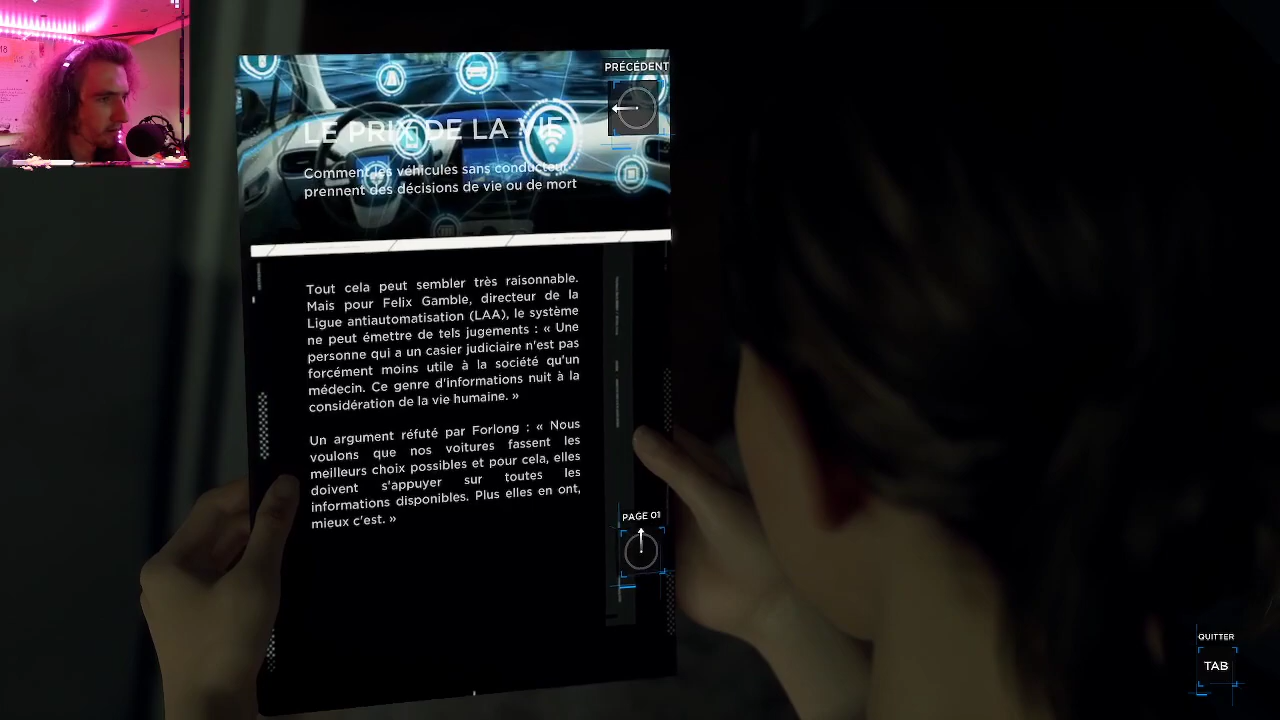 PRÉCÉDENT
LE PRIX DE LA VIE
Comment les véhicules sans conducteur
prennent des décisions de vie ou de mort
Tout cela peut sembler très raisonnable.
Mais pour Felix Gamble, directeur de la
Ligue antiautomatisation (LAA), le système
ne peut émettre de tels jugements : « Une
personne qui a un casier judiciaire n'est pas
forcément moins utile à la société qu'un
médecin. Ce genre d'informations nuit à la
considération de la vie humaine. »
Un argument réfuté par Forlong : « Nous
voulons que nos voitures fassent les
meilleurs choix possibles et pour cela, elles
doivent s'appuyer sur toutes les
informations disponibles. Plus elles en ont,
mieux c'est. »
PAGE 01
QUITTER
TAB